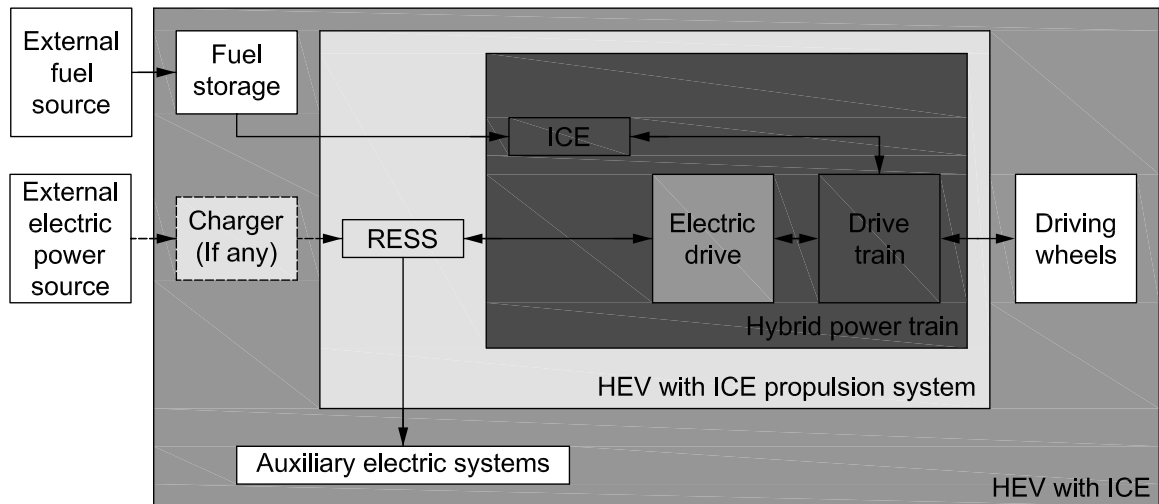 External
fuel
source
Fuel
storage
ICE
External
electric
power
source
Charger
(If any)
RESS
Electric
drive
Drive
train
Driving
wheels
Hybrid power train
HEV with ICE propulsion system
Auxiliary electric systems
HEV with ICE